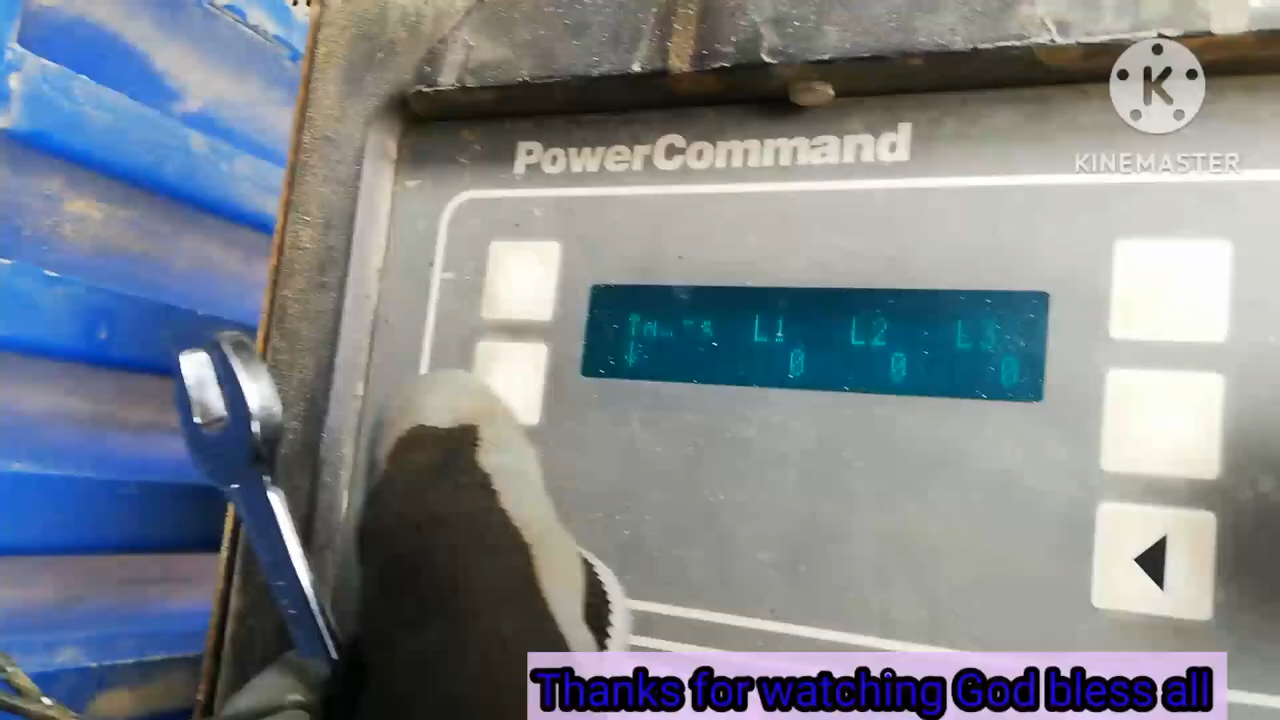 PowerCommand
K
KINEMASTER
L1 L2 L3
0 0 0
Thanks for watching God bless all